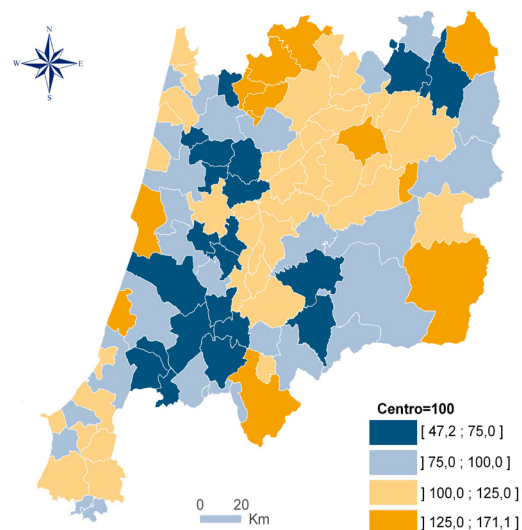 N
W E
S
Centro=100
[ 47,2 ; 75,0 ]
] 75,0 ; 100,0 ]
] 100,0 ; 125,0 ]
] 125,0 ; 171,1 ]
0 20
Km